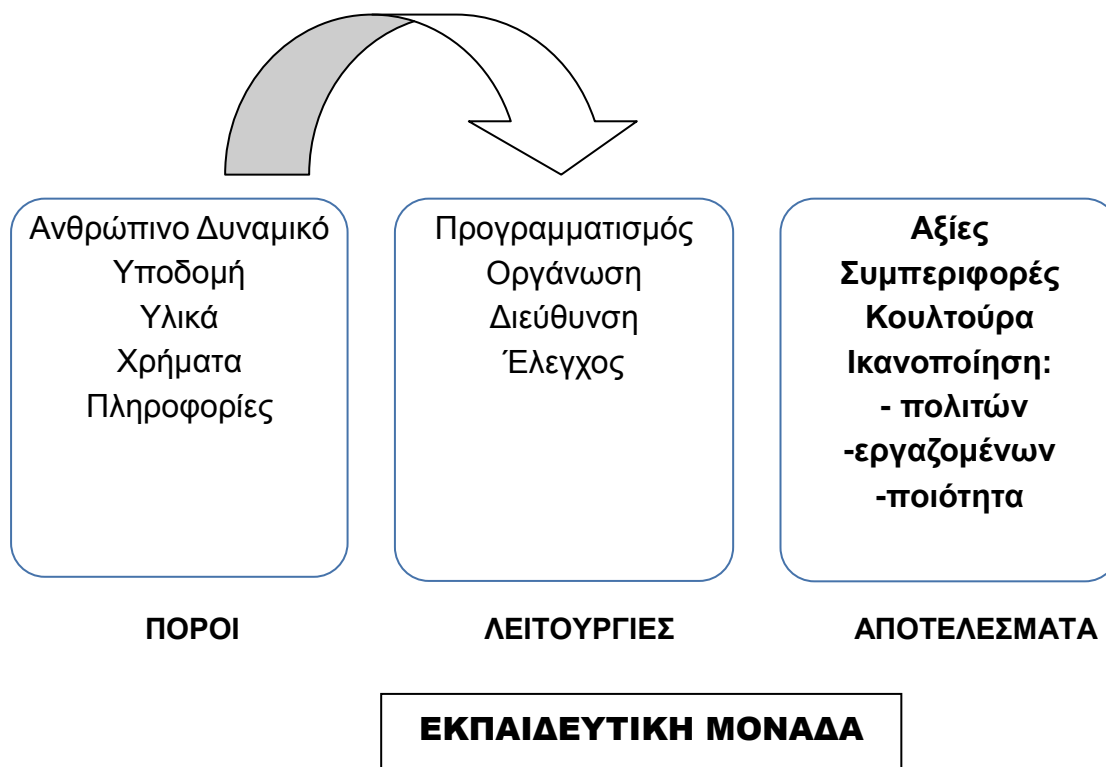 Ανθρώπινο Δυναμικό
Υποδομή
Υλικά
Χρήματα
Πληροφορίες
Προγραμματισμός
Οργάνωση
Διεύθυνση
Έλεγχος
Αξίες
Συμπεριφορές
Κουλτούρα
Ικανοποίηση:
- πολιτών
-εργαζομένων
-ποιότητα
ΠΟΡΟΙ
ΛΕΙΤΟΥΡΓΙΕΣ
ΑΠΟΤΕΛΕΣΜΑΤΑ
ΕΚΠΑΙΔΕΥΤΙΚΗ ΜΟΝΑΔΑ